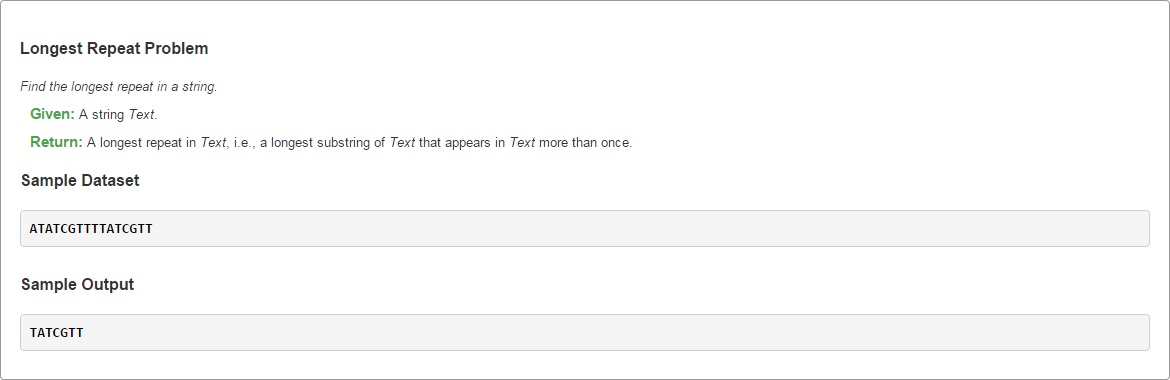 Longest Repeat Problem
Find the longest repeat in a string.
Given: A string Text.
Return: A longest repeat in Text, i.e., a longest substring of Text that appears in Text more than once.
Sample Dataset
ATATCGTTTTATCGTT
Sample Output
TATCGTT